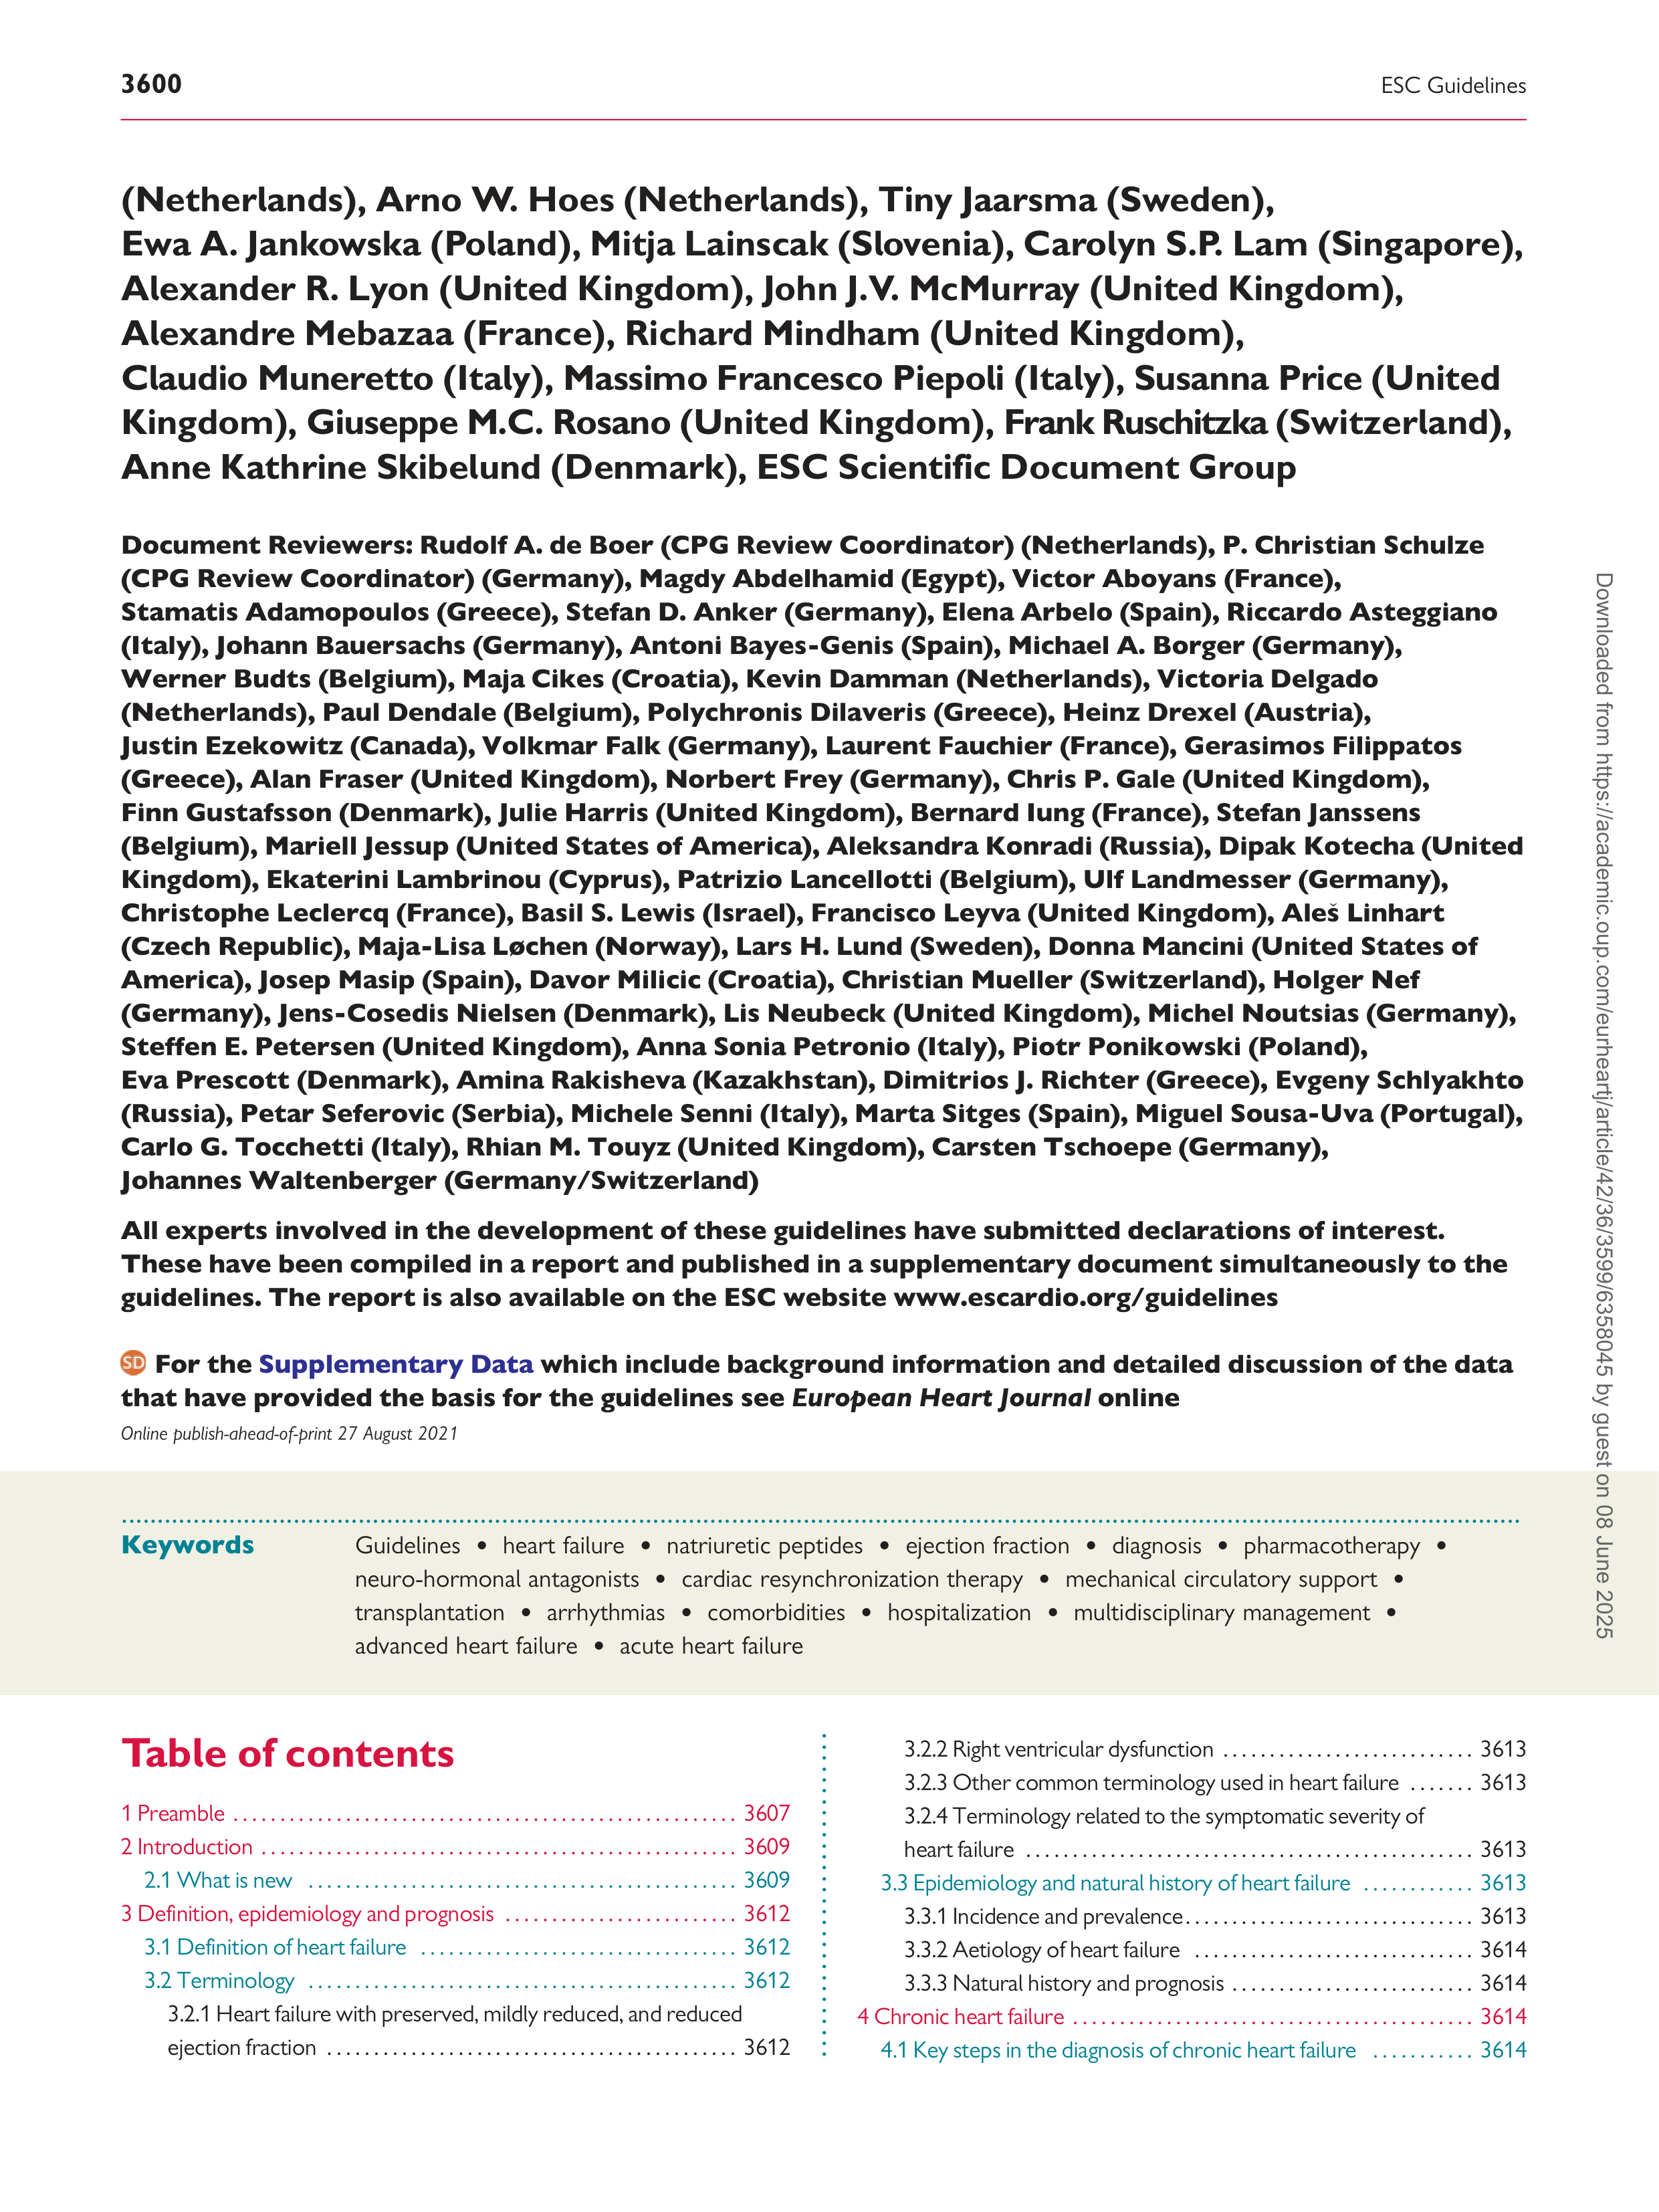 3600
ESC Guidelines
(Netherlands), Arno W. Hoes (Netherlands), Tiny Jaarsma (Sweden),
Ewa A. Jankowska (Poland), Mitja Lainscak (Slovenia), Carolyn S.P. Lam (Singapore),
Alexander R. Lyon (United Kingdom), John J.V. McMurray (United Kingdom),
Alexandre Mebazaa (France), Richard Mindham (United Kingdom),
Claudio Muneretto (Italy), Massimo Francesco Piepoli (Italy), Susanna Price (United
Kingdom), Giuseppe M.C. Rosano (United Kingdom), Frank Ruschitzka (Switzerland),
Anne Kathrine Skibelund (Denmark), ESC Scientific Document Group
Document Reviewers: Rudolf A. de Boer (CPG Review Coordinator) (Netherlands), P. Christian Schulze
(CPG Review Coordinator) (Germany), Magdy Abdelhamid (Egypt), Victor Aboyans (France),
Stamatis Adamopoulos (Greece), Stefan D. Anker (Germany), Elena Arbelo (Spain), Riccardo Asteggiano
(Italy), Johann Bauersachs (Germany), Antoni Bayes-Genis (Spain), Michael A. Borger (Germany),
Werner Budts (Belgium), Maja Cikes (Croatia), Kevin Damman (Netherlands), Victoria Delgado
(Netherlands), Paul Dendale (Belgium), Polychronis Dilaveris (Greece), Heinz Drexel (Austria),
Justin Ezekowitz (Canada), Volkmar Falk (Germany), Laurent Fauchier (France), Gerasimos Filippatos
(Greece), Alan Fraser (United Kingdom), Norbert Frey (Germany), Chris P. Gale (United Kingdom),
Finn Gustafsson (Denmark), Julie Harris (United Kingdom), Bernard Iung (France), Stefan Janssens
(Belgium), Mariell Jessup (United States of America), Aleksandra Konradi (Russia), Dipak Kotecha (United
Kingdom), Ekaterini Lambrinou (Cyprus), Patrizio Lancellotti (Belgium), Ulf Landmesser (Germany),
Christophe Leclercq (France), Basil S. Lewis (Israel), Francisco Leyva (United Kingdom), Aleš Linhart
(Czech Republic), Maja-Lisa Løchen (Norway), Lars H. Lund (Sweden), Donna Mancini (United States of
America), Josep Masip (Spain), Davor Milicic (Croatia), Christian Mueller (Switzerland), Holger Nef
(Germany), Jens-Cosedis Nielsen (Denmark), Lis Neubeck (United Kingdom), Michel Noutsias (Germany),
Steffen E. Petersen (United Kingdom), Anna Sonia Petronio (Italy), Piotr Ponikowski (Poland),
Eva Prescott (Denmark), Amina Rakisheva (Kazakhstan), Dimitrios J. Richter (Greece), Evgeny Schlyakhto
(Russia), Petar Seferovic (Serbia), Michele Senni (Italy), Marta Sitges (Spain), Miguel Sousa-Uva (Portugal),
Carlo G. Tocchetti (Italy), Rhian M. Touyz (United Kingdom), Carsten Tschoepe (Germany),
Johannes Waltenberger (Germany/Switzerland)
All experts involved in the development of these guidelines have submitted declarations of interest.
These have been compiled in a report and published in a supplementary document simultaneously to the
guidelines. The report is also available on the ESC website www.escardio.org/guidelines
SD For the Supplementary Data which include background information and detailed discussion of the data
that have provided the basis for the guidelines see European Heart Journal online
Online publish-ahead-of-print 27 August 2021
Keywords
Guidelines • heart failure • natriuretic peptides • ejection fraction • diagnosis • pharmacotherapy •
neuro-hormonal antagonists • cardiac resynchronization therapy • mechanical circulatory support •
transplantation • arrhythmias • comorbidities • hospitalization • multidisciplinary management •
advanced heart failure • acute heart failure
Table of contents
1 Preamble . . . . . . . . . . 3607
2 Introduction . . . . . . . . . . 3609
2.1 What is new . . . . . . . . . . 3609
3 Definition, epidemiology and prognosis . . . . . . . . . . 3612
3.1 Definition of heart failure . . . . . . . . . . 3612
3.2 Terminology . . . . . . . . . . 3612
3.2.1 Heart failure with preserved, mildly reduced, and reduced
ejection fraction . . . . . . . . . . 3612
3.2.2 Right ventricular dysfunction . . . . . . . . . . 3613
3.2.3 Other common terminology used in heart failure . . . . . . . 3613
3.2.4 Terminology related to the symptomatic severity of
heart failure . . . . . . . . . . 3613
3.3 Epidemiology and natural history of heart failure . . . . . . . . . . 3613
3.3.1 Incidence and prevalence . . . . . . . . . . 3613
3.3.2 Aetiology of heart failure . . . . . . . . . . 3614
3.3.3 Natural history and prognosis . . . . . . . . . . 3614
4 Chronic heart failure . . . . . . . . . . 3614
4.1 Key steps in the diagnosis of chronic heart failure . . . . . . . . . . 3614
Downloaded from https://academic.oup.com/eurheartj/article/42/36/3599/6358045 by guest on 08 June 2025